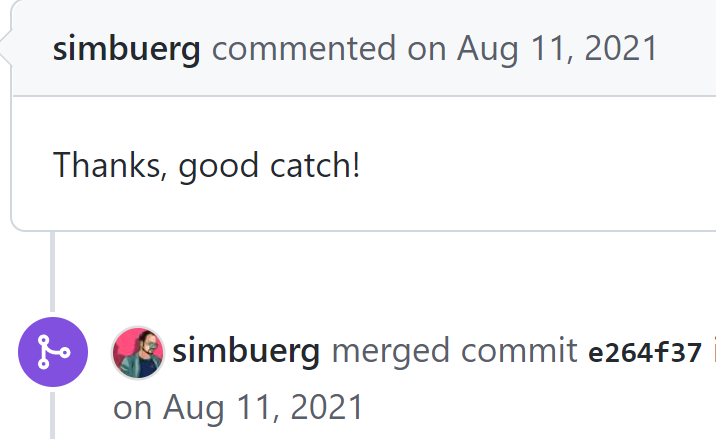 simbuerg commented on Aug 11, 2021
Thanks, good catch!
simbuerg merged commit e264f37
on Aug 11, 2021